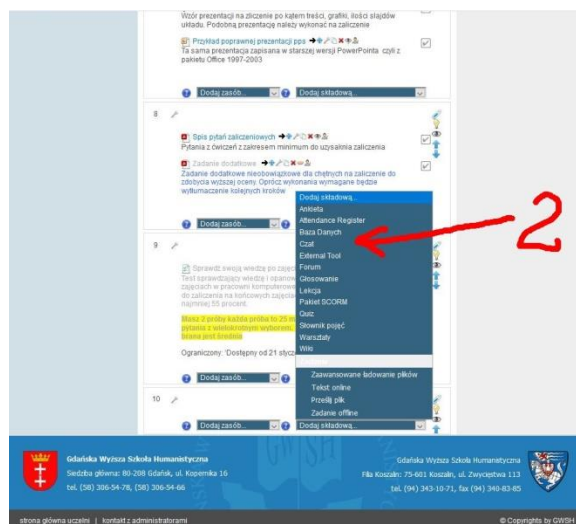 Wzór prezentacji na zliczenie po kątem treści, grafiki, ilości slajdów
układu. Podobną prezentację należy wykonać na zaliczenie
Przykład poprawnej prezentacji pps
Ta sama prezentacja zapisana w starszej wersji PowerPointa czyli z
pakietu Office 1997-2003
Dodaj zasób... Dodaj składową...
8
Spis pytań zaliczeniowych
Pytania z ćwiczeń z zakresem minimum do uzysaknia zaliczenia
Zadanie dodatkowe
Zadanie dodatkowe nieobowiązkowe dla chętnych na zaliczenie do
zdobycia wyższej oceny. Oprócz wykonania wymagane będzie
wytłumaczenie kolejnych kroków
Dodaj zasób...
Dodaj składową...
Ankieta
Attendance Register
Baza Danych
Czat
External Tool
Forum
Głosowanie
Lekcja
Pakiet SCORM
Quiz
Słownik pojęć
Warsztaty
Wiki
Zaawansowane ładowanie plików
Tekst online
Prześlij plik
Zadanie offline
2
9
Sprawdź swoją wiedzę po zajęc
Test sprawdzający wiedzę i opanow
zajęciach w pracowni komputerowe
do zaliczenia na końcowych zajęcia
najmniej 55 procent.
Masz 2 próby każda próba to 25 m
pytania z wielokrotnym wyborem.
brana jest średnia
Ograniczony: 'Dostępny od 21 stycz
Dodaj zasób...
10
Dodaj zasób... Dodaj składową...
Gdańska Wyższa Szkoła Humanistyczna
Siedziba główna: 80-208 Gdańsk, ul. Kopernika 16
tel. (58) 306-54-78, (58) 306-54-66
GWSH
Gdańska Wyższa Szkoła Humanistyczna
Filia Koszalin: 75-601 Koszalin, ul. Zwycięstwa 113
tel. (94) 343-10-71, fax (94) 340-83-85
strona główna uczelni | kontakt z administratorami
© Copyrights by GWSH